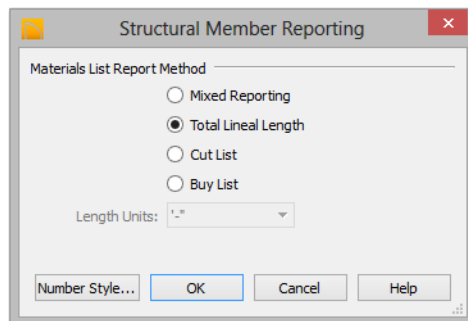 Structural Member Reporting
Materials List Report Method
Mixed Reporting
Total Lineal Length
Cut List
Buy List
Length Units: '-"
Number Style... OK Cancel Help